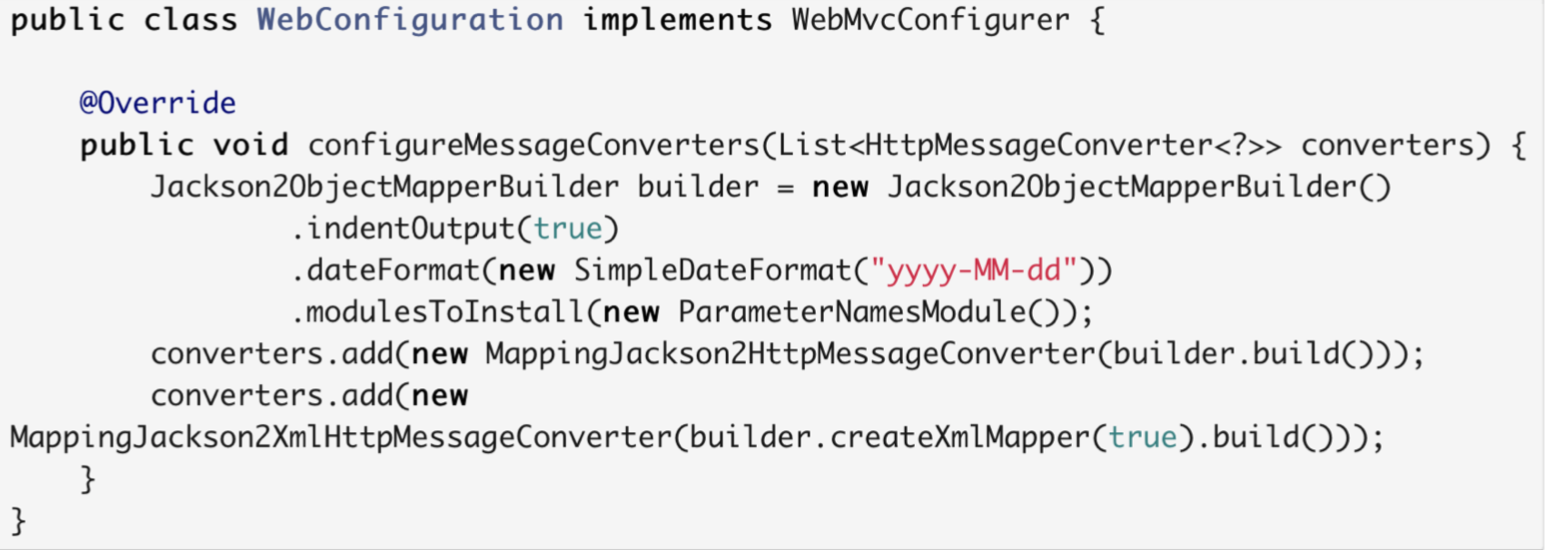 public class WebConfiguration implements WebMvcConfigurer {
@Override
public void configureMessageConverters(List<HttpMessageConverter<?>> converters) {
Jackson2ObjectMapperBuilder builder = new Jackson2ObjectMapperBuilder()
.indentOutput(true)
.dateFormat(new SimpleDateFormat("yyyy-MM-dd"))
.modulesToInstall(new ParameterNamesModule());
converters.add(new MappingJackson2HttpMessageConverter(builder.build()));
converters.add(new
MappingJackson2XmlHttpMessageConverter(builder.createXmlMapper(true).build()));
}
}